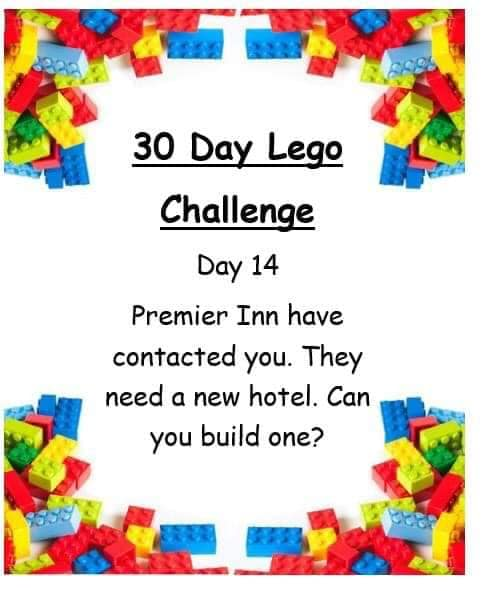 30 Day Lego
Challenge
Day 14
Premier Inn have
contacted you. They
need a new hotel. Can
you build one?